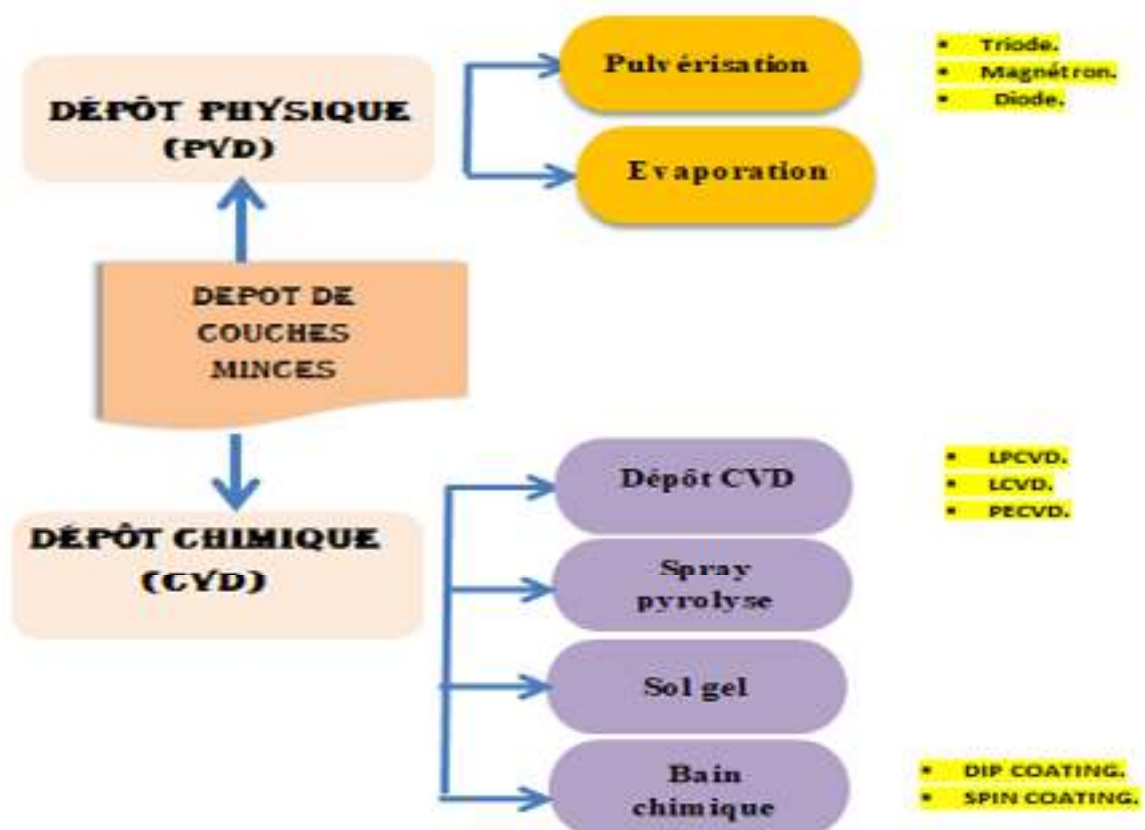 Pulvérisation
• Triode.
• Magnétron.
• Diode.
DÉPÔT PHYSIQUE
(PVD)
Evaporation
DEPOT DE
COUCHES
MINCES
DÉPÔT CHIMIQUE
(CVD)
Dépôt CVD
• LPCVD.
• LCVD.
• PECVD.
Spray
pyrolyse
Sol gel
Bain
chimique
• DIP COATING.
• SPIN COATING.